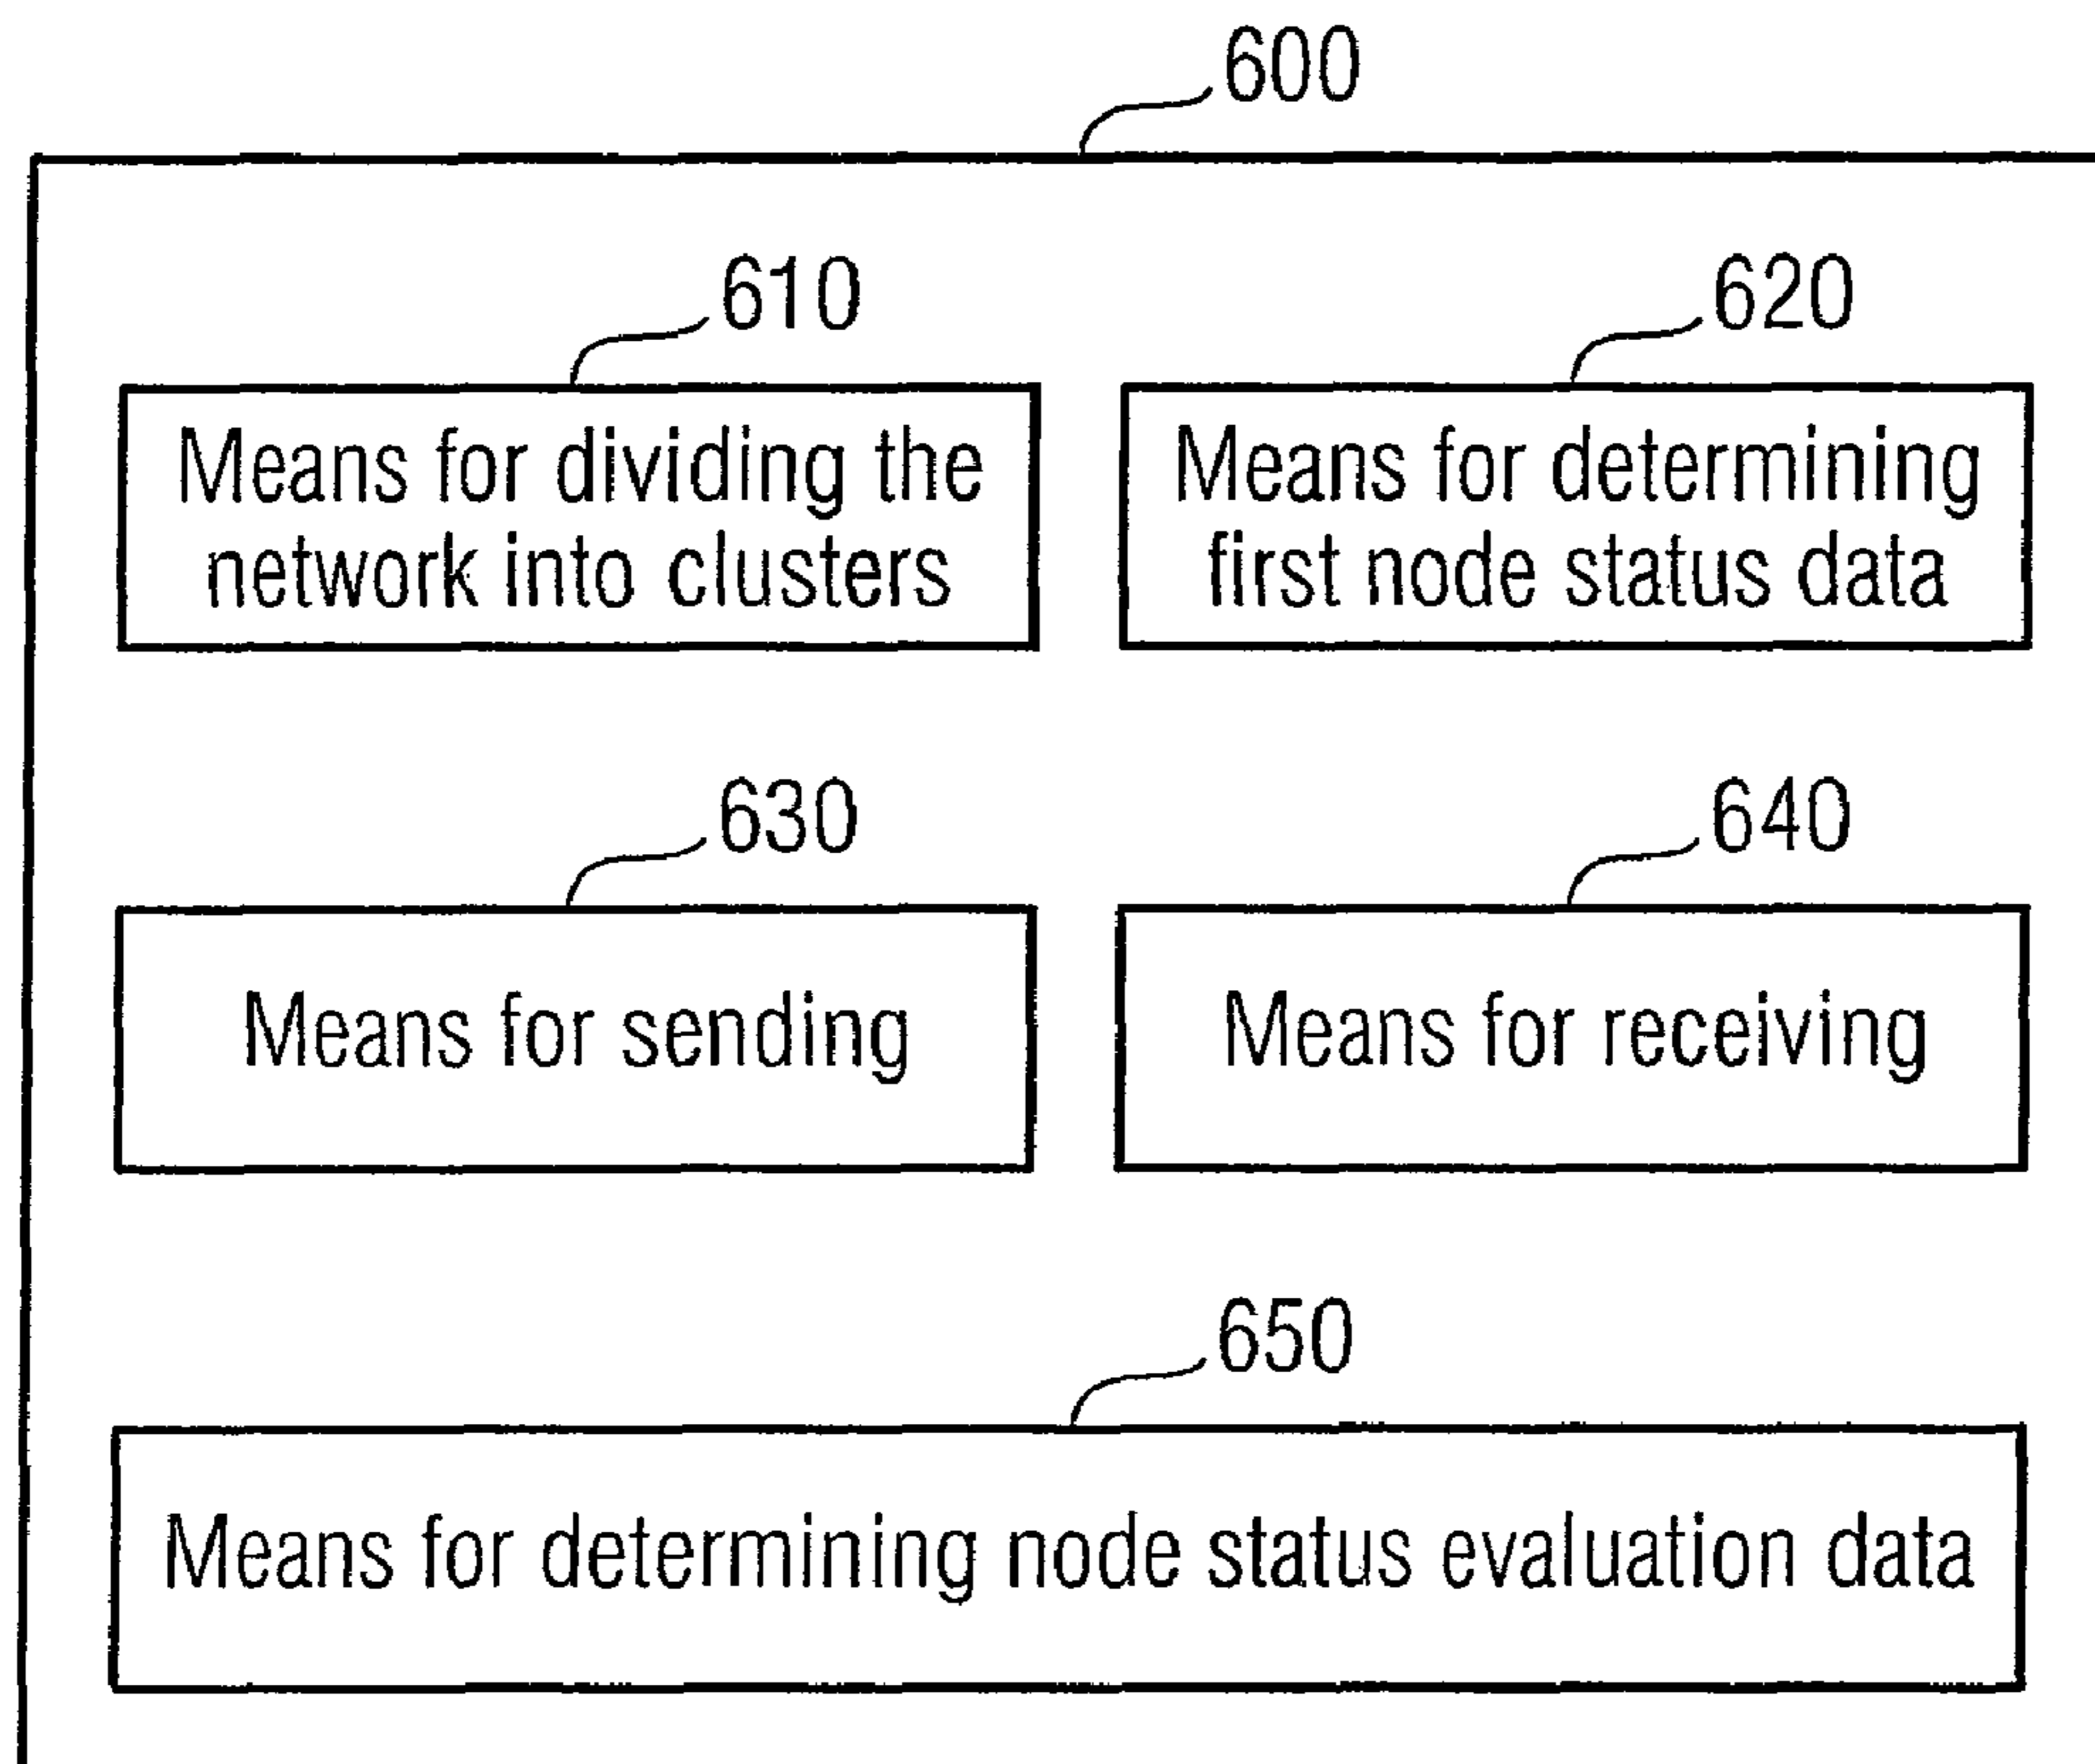 600
610
620
Means for dividing the
network into clusters
Means for determining
first node status data
630
640
Means for sending
Means for receiving
650
Means for determining node status evaluation data